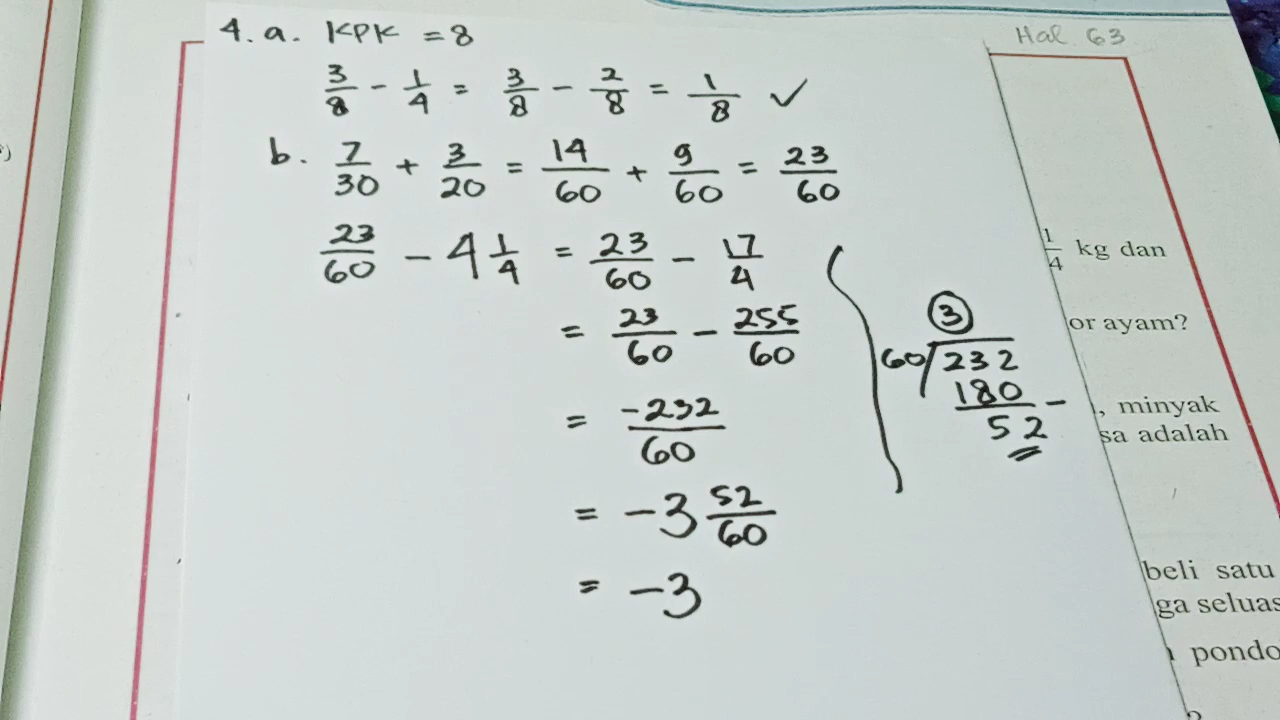 4. a. KPK = 8
Hal 63
3/8 - 1/4 = 3/8 - 2/8 = 1/8 ✓
b. 7/30 + 3/20 = 14/60 + 9/60 = 23/60
23/60 - 4 1/4 = 23/60 - 17/4
= 23/60 - 255/60
= -232/60
= -3 52/60
= -3
3
60 / 232
180 -
52
1/4 kg dan
or ayam?
, minyak
sa adalah
beli satu
ga seluas
pondo